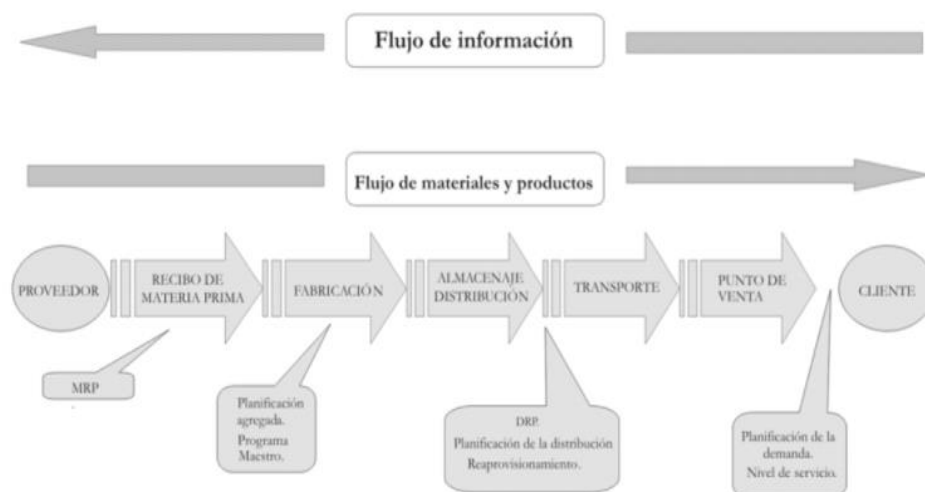 Flujo de información
Flujo de materiales y productos
PROVEEDOR
RECIBO DE
MATERIA PRIMA
FABRICACIÓN
ALMACENAJE
DISTRIBUCIÓN
TRANSPORTE
PUNTO DE
VENTA
CLIENTE
MRP
Planificación
agregada.
Programa
Maestro.
DRP.
Planificación de la distribución
Reaprovisionamiento.
Planificación de la
demanda.
Nivel de servicio.